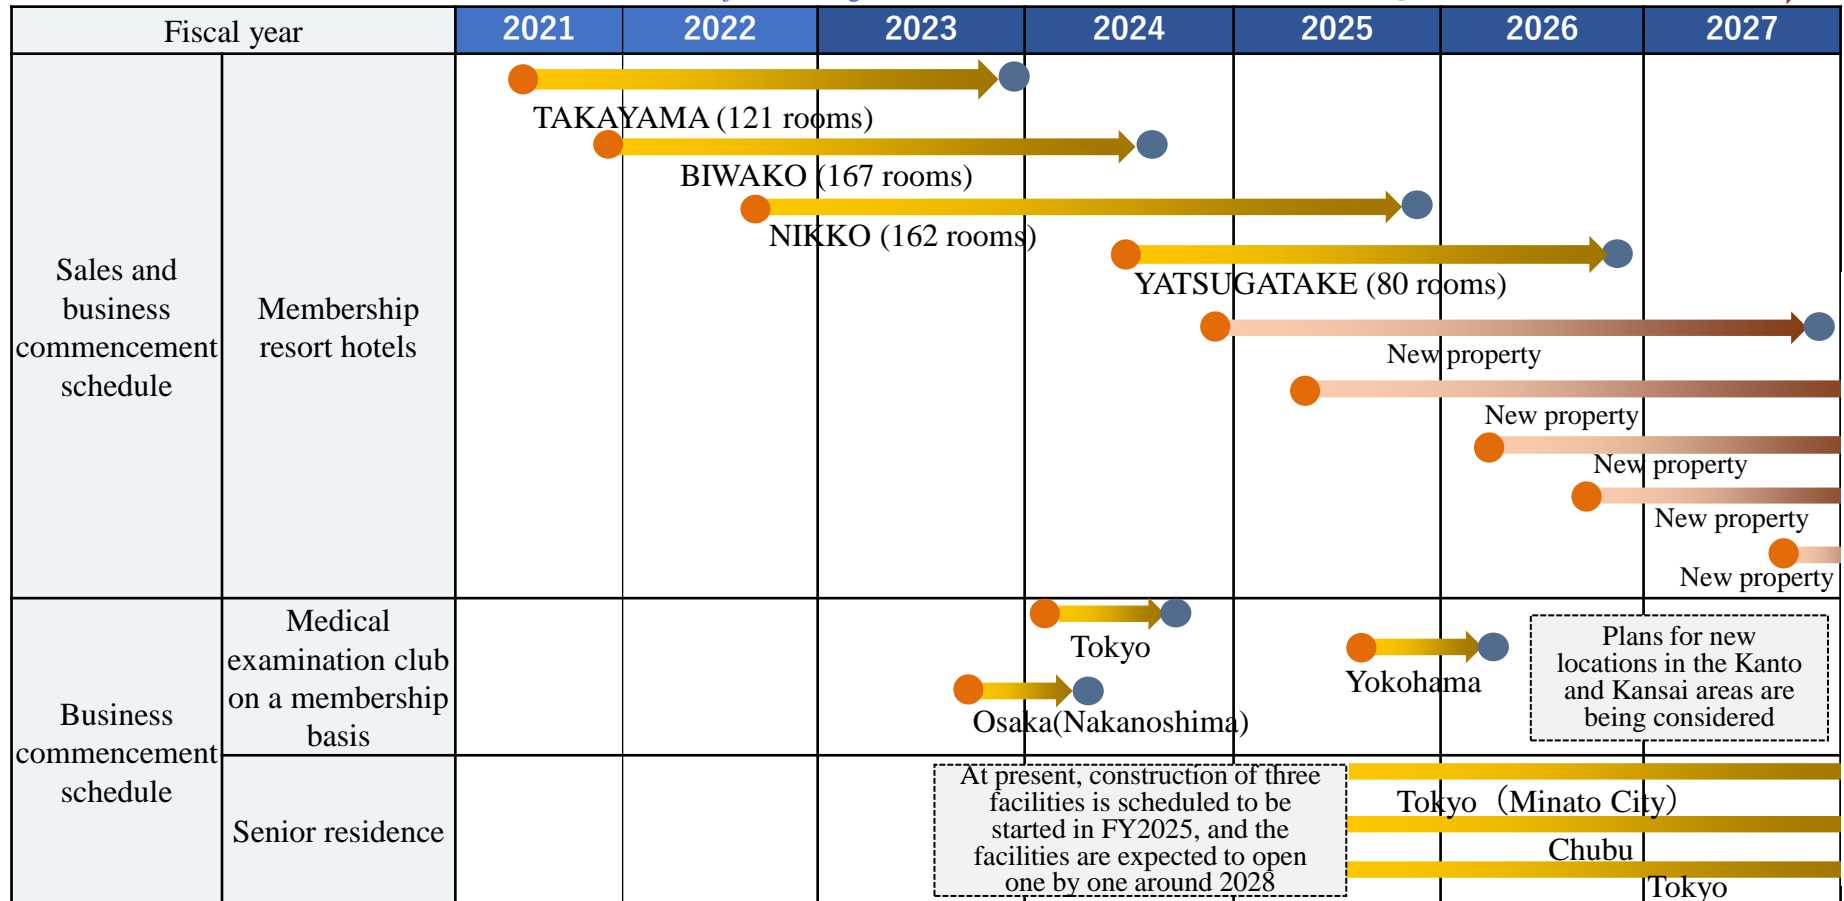 Fiscal year
2021
2022
2023
2024
2025
2026
2027
Sales and
business
commencement
schedule
Membership
resort hotels
TAKAYAMA (121 rooms)
BIWAKO (167 rooms)
NIKKO (162 rooms)
YATSUGATAKE (80 rooms)
New property
New property
New property
New property
New property
Business
commencement
schedule
Medical
examination club
on a membership
basis
Tokyo
Osaka(Nakanoshima)
Yokohama
Plans for new
locations in the Kanto
and Kansai areas are
being considered
Senior residence
At present, construction of three
facilities is scheduled to be
started in FY2025, and the
facilities are expected to open
one by one around 2028
Tokyo（Minato City）
Chubu
Tokyo